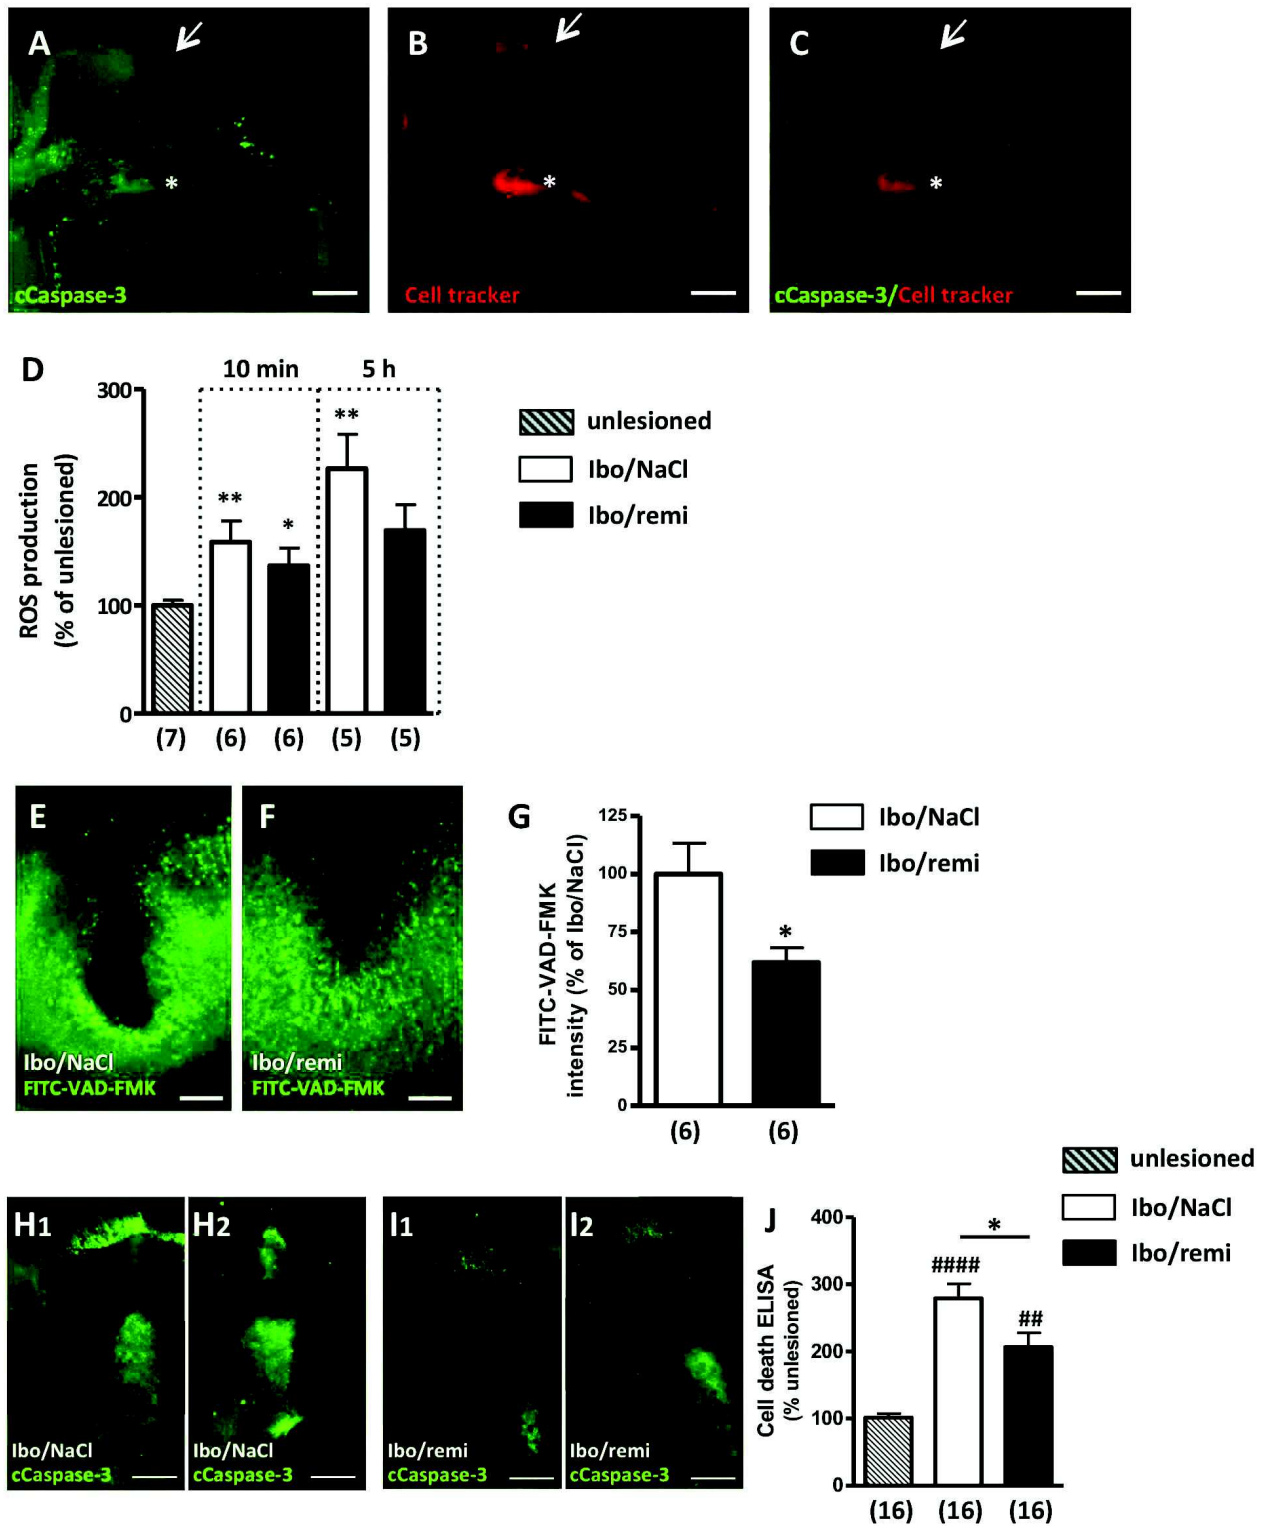 A
*
cCaspase-3
B
*
Cell tracker
C
*
cCaspase-3/Cell tracker
D
10 min
5 h
ROS production
(% of unlesioned)
300
200
100
0
**
*
**
(7)
(6)
(6)
(5)
(5)
unlesioned
Ibo/NaCl
Ibo/remi
E
Ibo/NaCl
FITC-VAD-FMK
F
Ibo/remi
FITC-VAD-FMK
G
FITC-VAD-FMK
intensity (% of Ibo/NaCl)
125
100
75
50
25
0
*
(6)
(6)
Ibo/NaCl
Ibo/remi
H1
Ibo/NaCl
cCaspase-3
H2
Ibo/NaCl
cCaspase-3
I1
Ibo/remi
cCaspase-3
I2
Ibo/remi
cCaspase-3
J
Cell death ELISA
(% unlesioned)
400
300
200
100
0
*
####
##
(16)
(16)
(16)
unlesioned
Ibo/NaCl
Ibo/remi